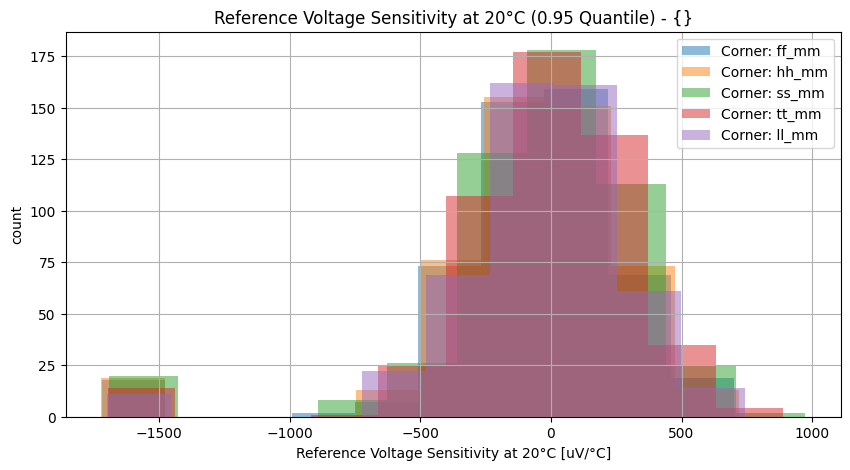 Reference Voltage Sensitivity at 20°C (0.95 Quantile) - {}
Corner: ff_mm
Corner: hh_mm
Corner: ss_mm
Corner: tt_mm
Corner: ll_mm
175
150
125
100
75
50
25
0
count
−1500
−1000
−500
0
500
1000
Reference Voltage Sensitivity at 20°C [uV/°C]